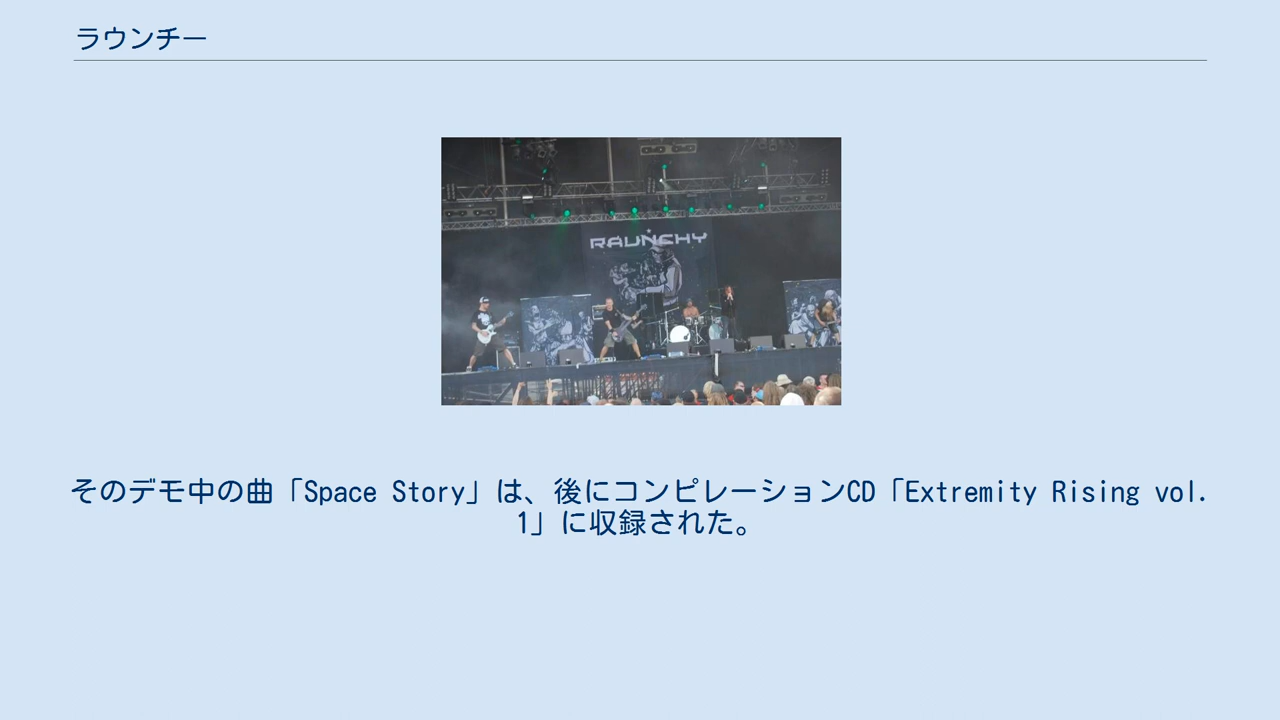 ラウンチー
RAUNCHY
そのデモ中の曲「Space Story」は、後にコンピレーションCD「Extremity Rising vol.
1」に収録された。